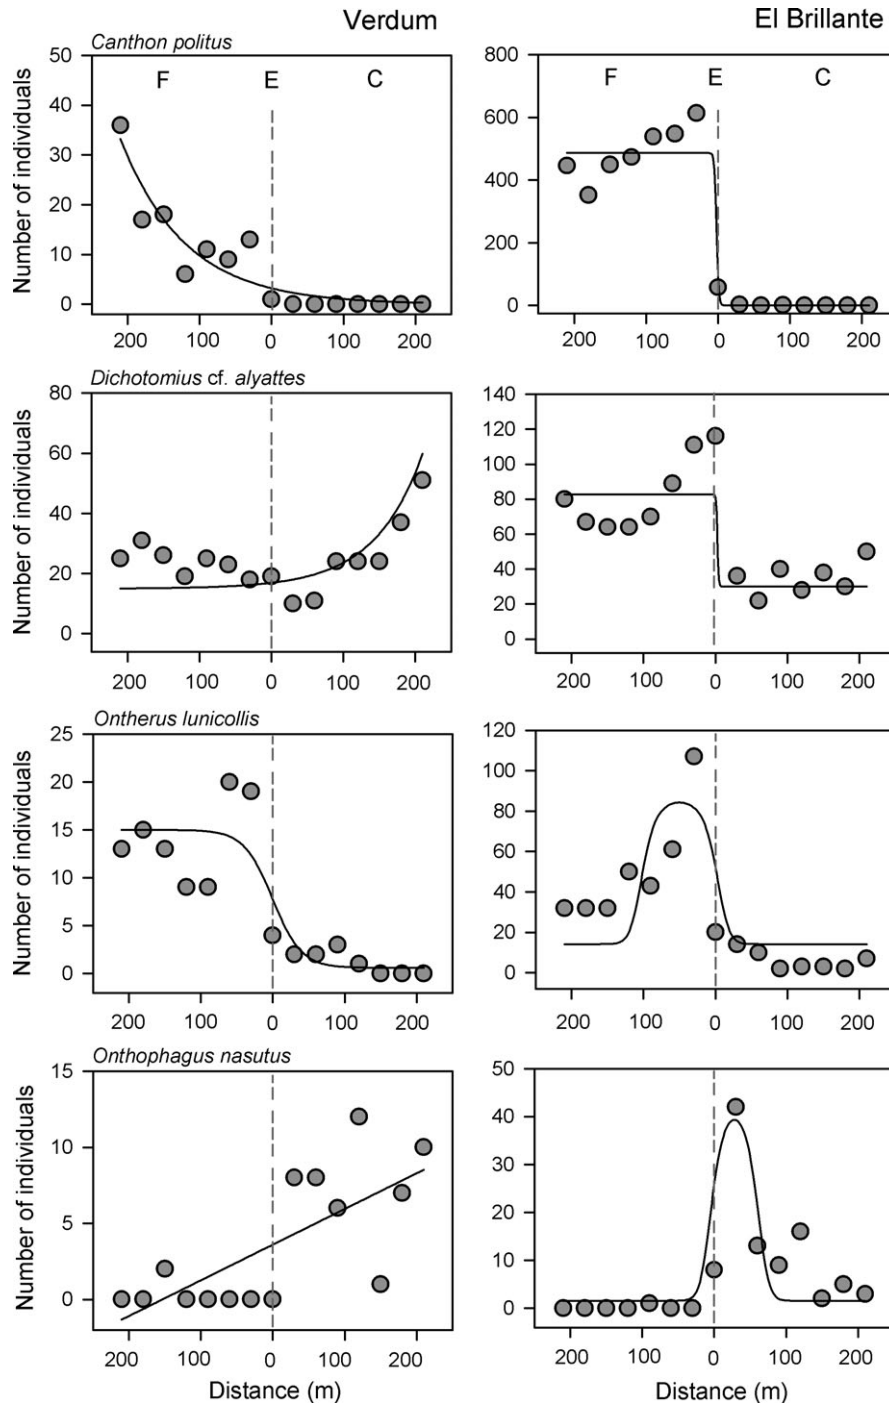 Verdum El Brillante
Canthon politus
Number of individuals
50
40
30
20
10
0
F E C
200 100 0 100 200
800
600
400
200
0
F E C
200 100 0 100 200
Dichotomius cf. alyattes
Number of individuals
80
60
40
20
0
200 100 0 100 200
140
120
100
80
60
40
20
0
200 100 0 100 200
Ontherus lunicollis
Number of individuals
25
20
15
10
5
0
200 100 0 100 200
120
100
80
60
40
20
0
200 100 0 100 200
Onthophagus nasutus
Number of individuals
15
10
5
0
200 100 0 100 200
Distance (m)
50
40
30
20
10
0
200 100 0 100 200
Distance (m)